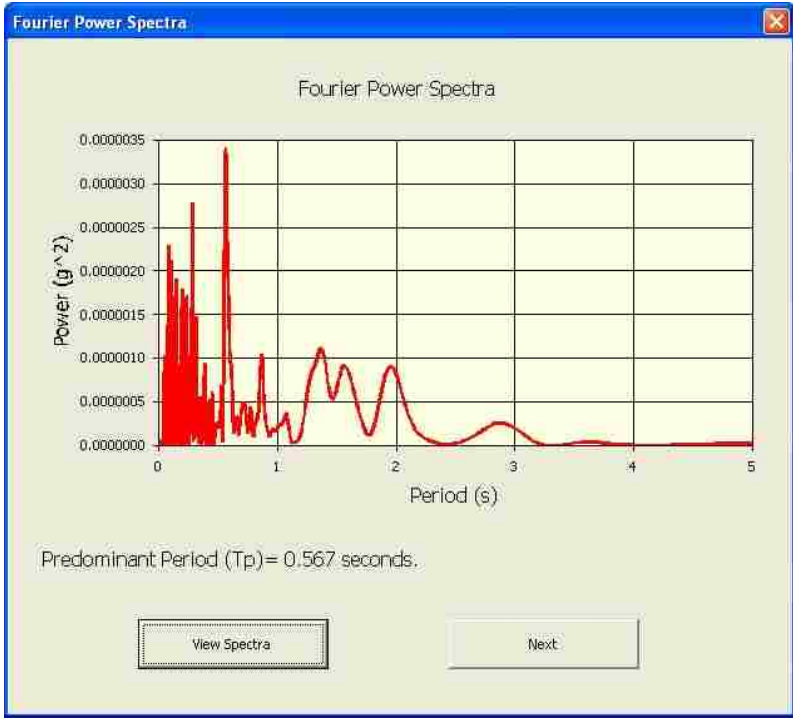 Fourier Power Spectra
Fourier Power Spectra
0.0000035
0.0000030
0.0000025
0.0000020
0.0000015
0.0000010
0.0000005
0.0000000
Power (g^2)
0 1 2 3 4 5
Period (s)
Predominant Period (Tp)= 0.567 seconds.
View Spectra Next